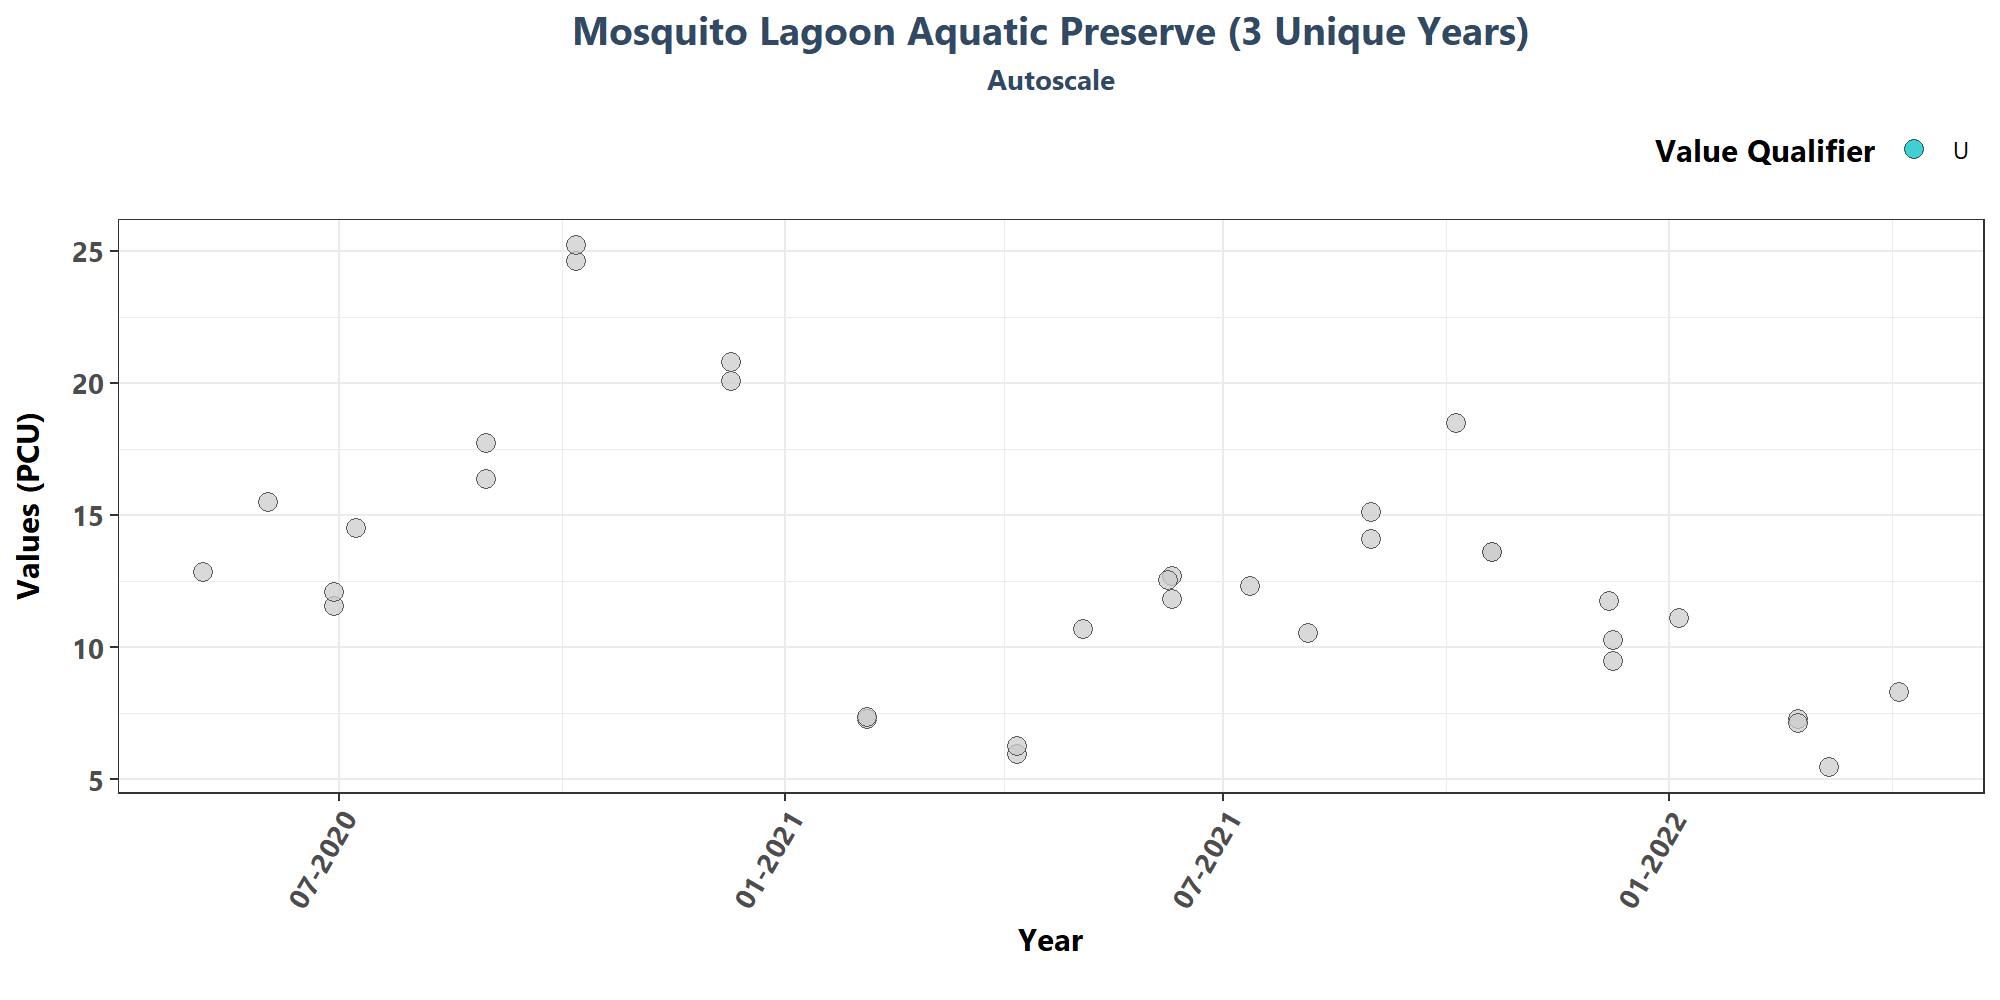 Mosquito Lagoon Aquatic Preserve (3 Unique Years)
Autoscale
Value Qualifier U
Values (PCU)
25
20
15
10
5
07-2020
01-2021
07-2021
01-2022
Year